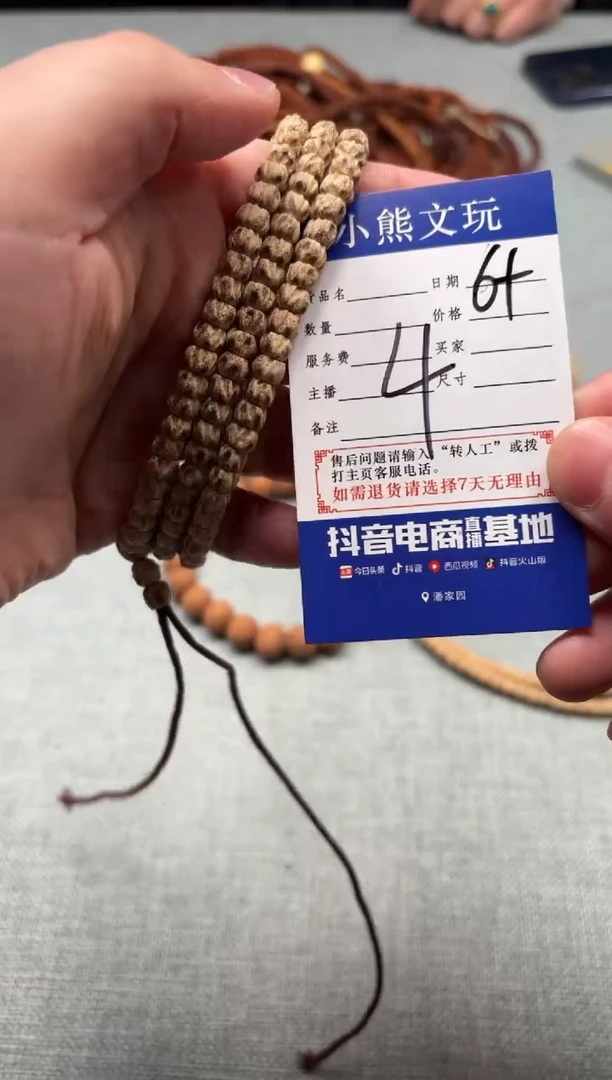 小熊文玩
品名 日期 64
数量 价格
服务费 买家
主播 4 尺寸
备注
售后问题请输入“转人工”或拨
打主页客服电话。
如需退货请选择7天无理由
抖音电商直播基地
头条 今日头条 抖音 西瓜视频 抖音火山版
潘家园